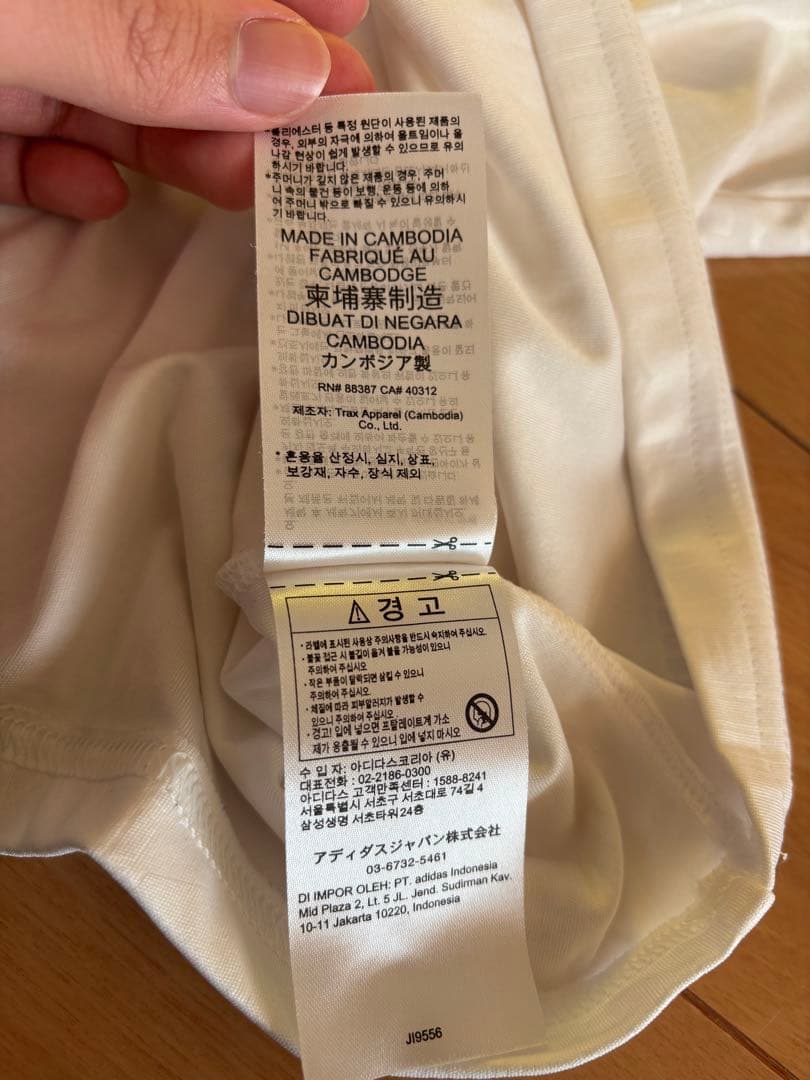 *폴리에스터 등 특정 원단이 사용된 제품의
경우, 외부의 자극에 의하여 올트임이나 올
나감 현상이 쉽게 발생할 수 있으므로 유의
하시기 바랍니다.
*주머니가 깊지 않은 제품의 경우, 주머
니 속의 물건 등이 보행, 운동 등에 의하
여 주머니 밖으로 빠질 수 있으니 유의하시
기 바랍니다.
MADE IN CAMBODIA
FABRIQUÉ AU
CAMBODGE
柬埔寨制造
DIBUAT DI NEGARA
CAMBODIA
カンボジア製
RN# 88387 CA# 40312
제조자: Trax Apparel (Cambodia)
Co., Ltd.
* 혼용율 산정시, 심지, 상표,
보강재, 자수, 장식 제외
⚠경고
· 라벨에 표시된 사용상 주의사항을 반드시 숙지하여 주십시오.
· 불꽃 접근 시 불길이 옮겨 붙을 가능성이 있으니
주의하여 주십시오
· 작은 부품이 탈락되면 삼킬 수 있으니
주의하여 주십시오.
· 체질에 따라 피부알러지가 발생할 수
있으니 주의하여 주십시오
· 경고! 입에 넣으면 프탈레이트계 가소
제가 용출될 수 있으니 입에 넣지 마시오
수 입 자: 아디다스코리아 (유)
대표전화 : 02-2186-0300
아디다스 고객만족센터 : 1588-8241
서울특별시 서초구 서초대로 74길 4
삼성생명 서초타워 24층
アディダスジャパン株式会社
03-6732-5461
DI IMPOR OLEH: PT. adidas Indonesia
Mid Plaza 2, Lt. 5 JL. Jend. Sudirman Kav.
10-11 Jakarta 10220, Indonesia
JI9556